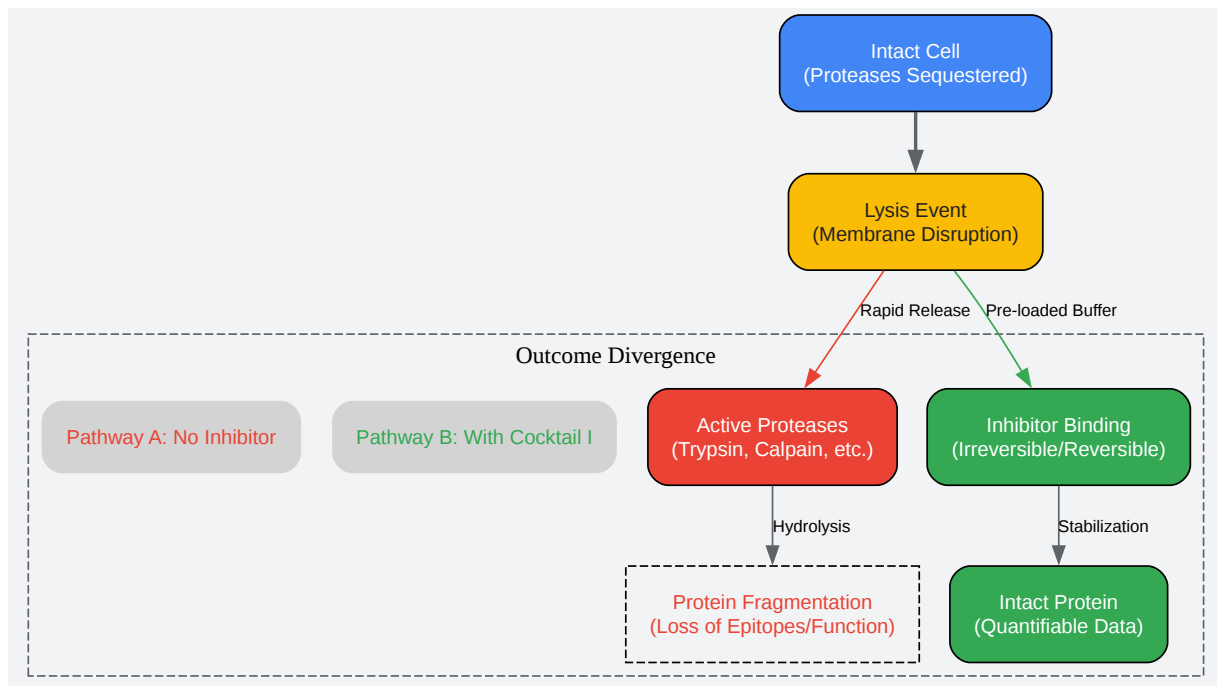 Intact Cell
(Proteases Sequestered)
Lysis Event
(Membrane Disruption)
Rapid Release
Pre-loaded Buffer
Outcome Divergence
Pathway A: No Inhibitor
Pathway B: With Cocktail I
Active Proteases
(Trypsin, Calpain, etc.)
Inhibitor Binding
(Irreversible/Reversible)
Hydrolysis
Stabilization
Protein Fragmentation
(Loss of Epitopes/Function)
Intact Protein
(Quantifiable Data)